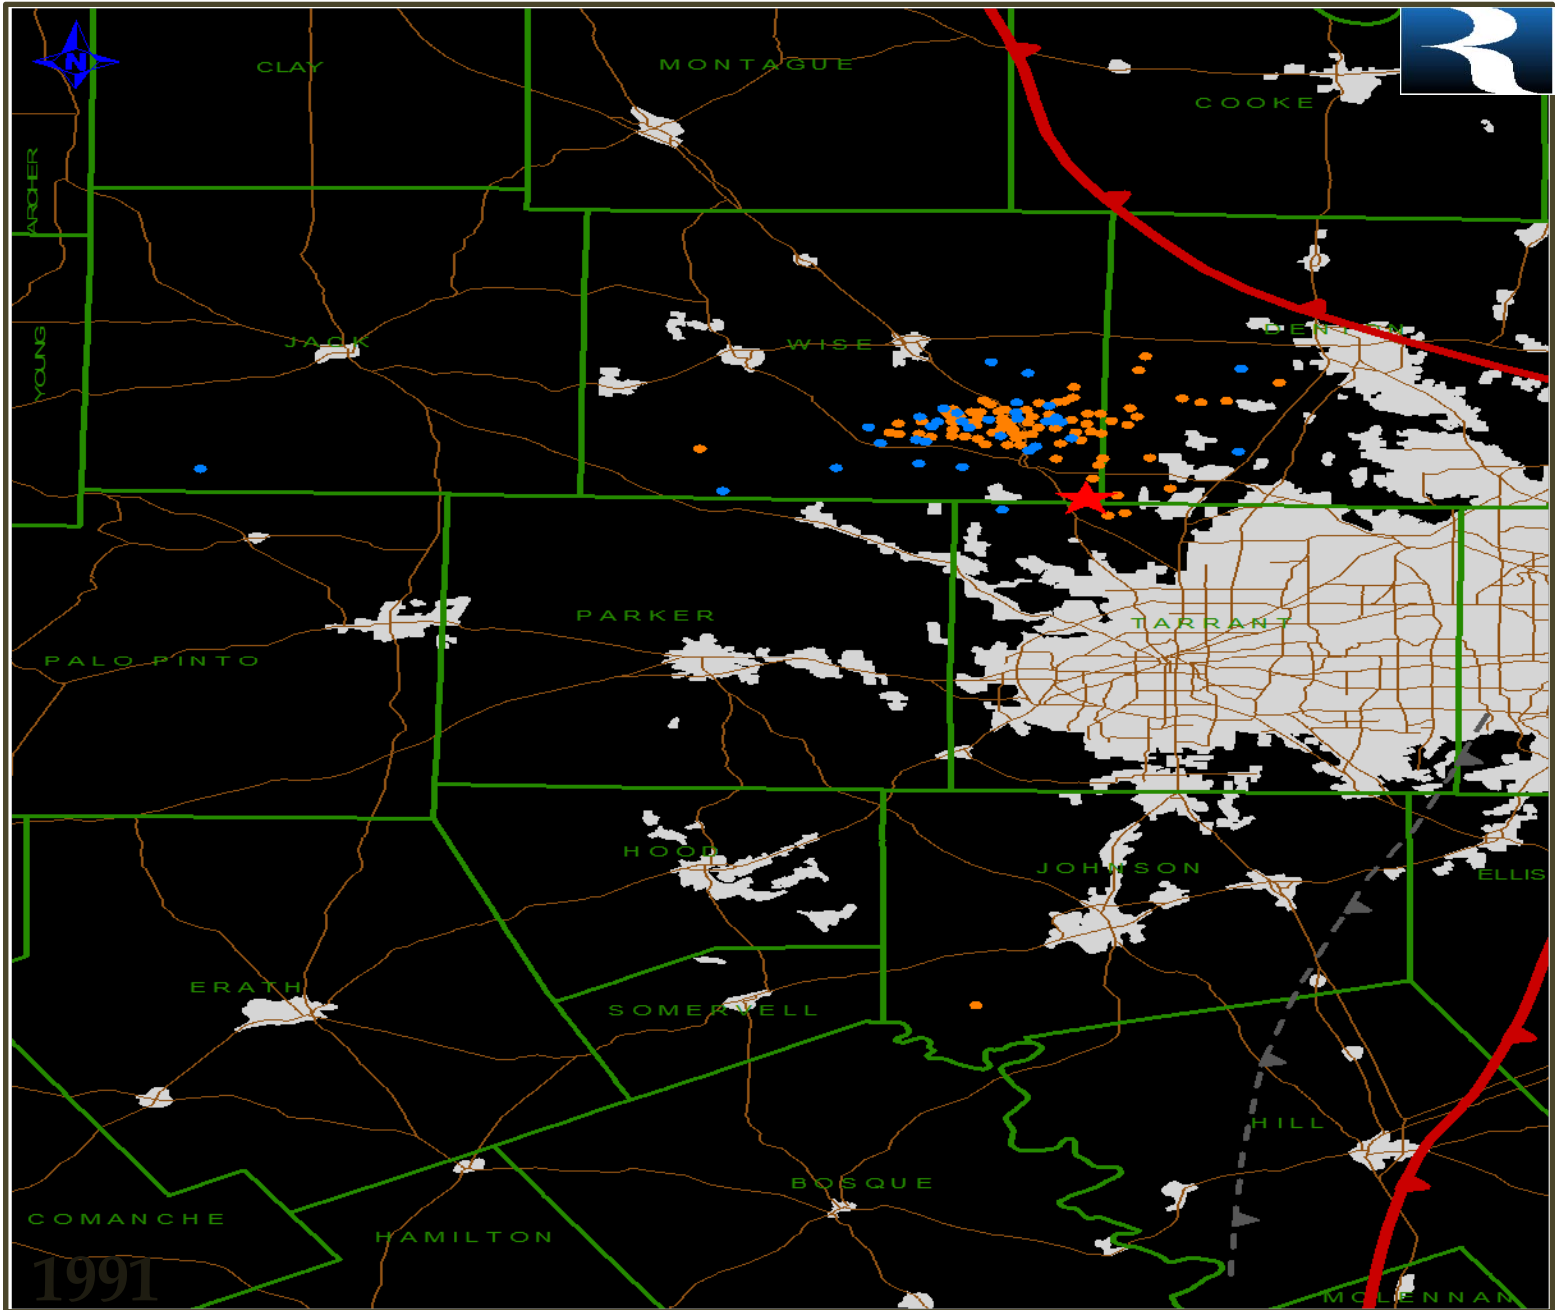 N
CLAY
MONTAGUE
COOKE
ARCHER
JACK
WISE
DENTON
YOUNG
PARKER
TARRANT
PALO PINTO
HOOD
JOHNSON
ELLIS
ERATH
SOMERVELL
HILL
BOSQUE
COMANCHE
HAMILTON
1991
MCLENNAN